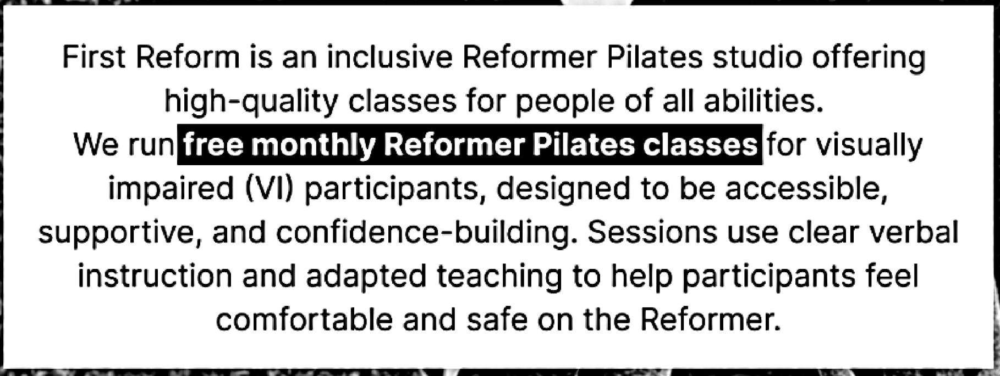 First Reform is an inclusive Reformer Pilates studio offering
high-quality classes for people of all abilities.
We run free monthly Reformer Pilates classes for visually
impaired (VI) participants, designed to be accessible,
supportive, and confidence-building. Sessions use clear verbal
instruction and adapted teaching to help participants feel
comfortable and safe on the Reformer.